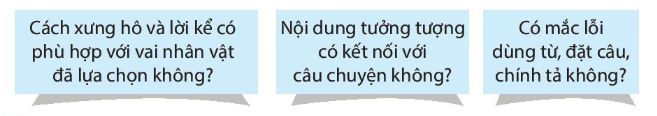 Cách xưng hô và lời kể có
phù hợp với vai nhân vật
đã lựa chọn không?
Nội dung tưởng tượng
có kết nối với
câu chuyện không?
Có mắc lỗi
dùng từ, đặt câu,
chính tả không?